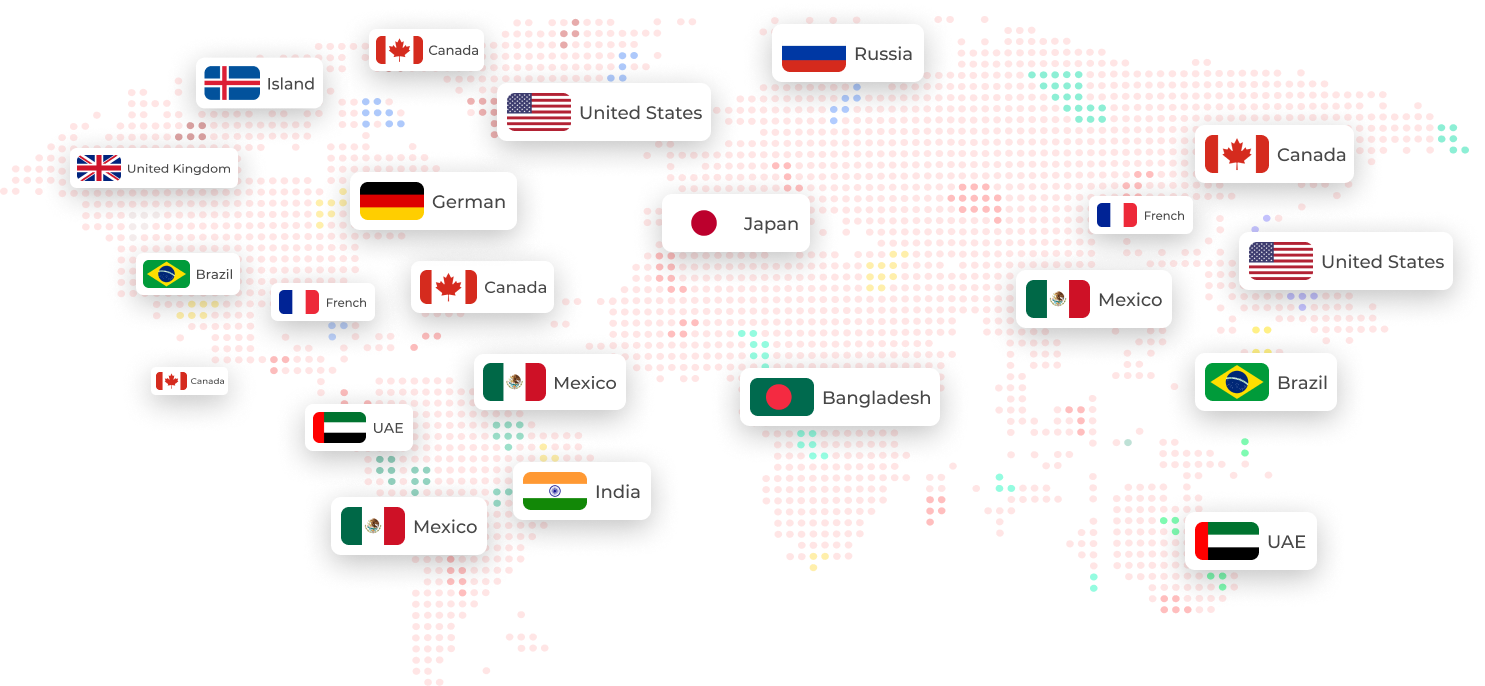 Canada
Russia
Island
United States
Canada
United Kingdom
German
French
Japan
United States
Brazil
Canada
Mexico
French
Canada
Mexico
Brazil
Bangladesh
UAE
India
Mexico
UAE